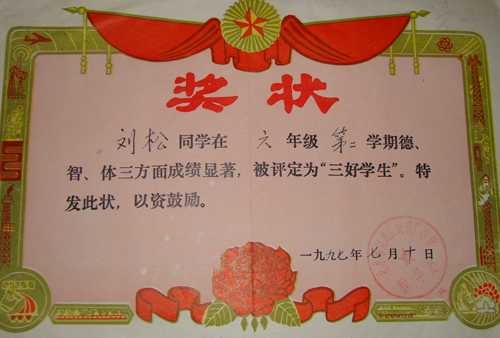 奖状
刘松同学在六年级第二学期德、
智、体三方面成绩显著，被评定为“三好学生”。特
发此状，以资鼓励。
一九九七年七月十日